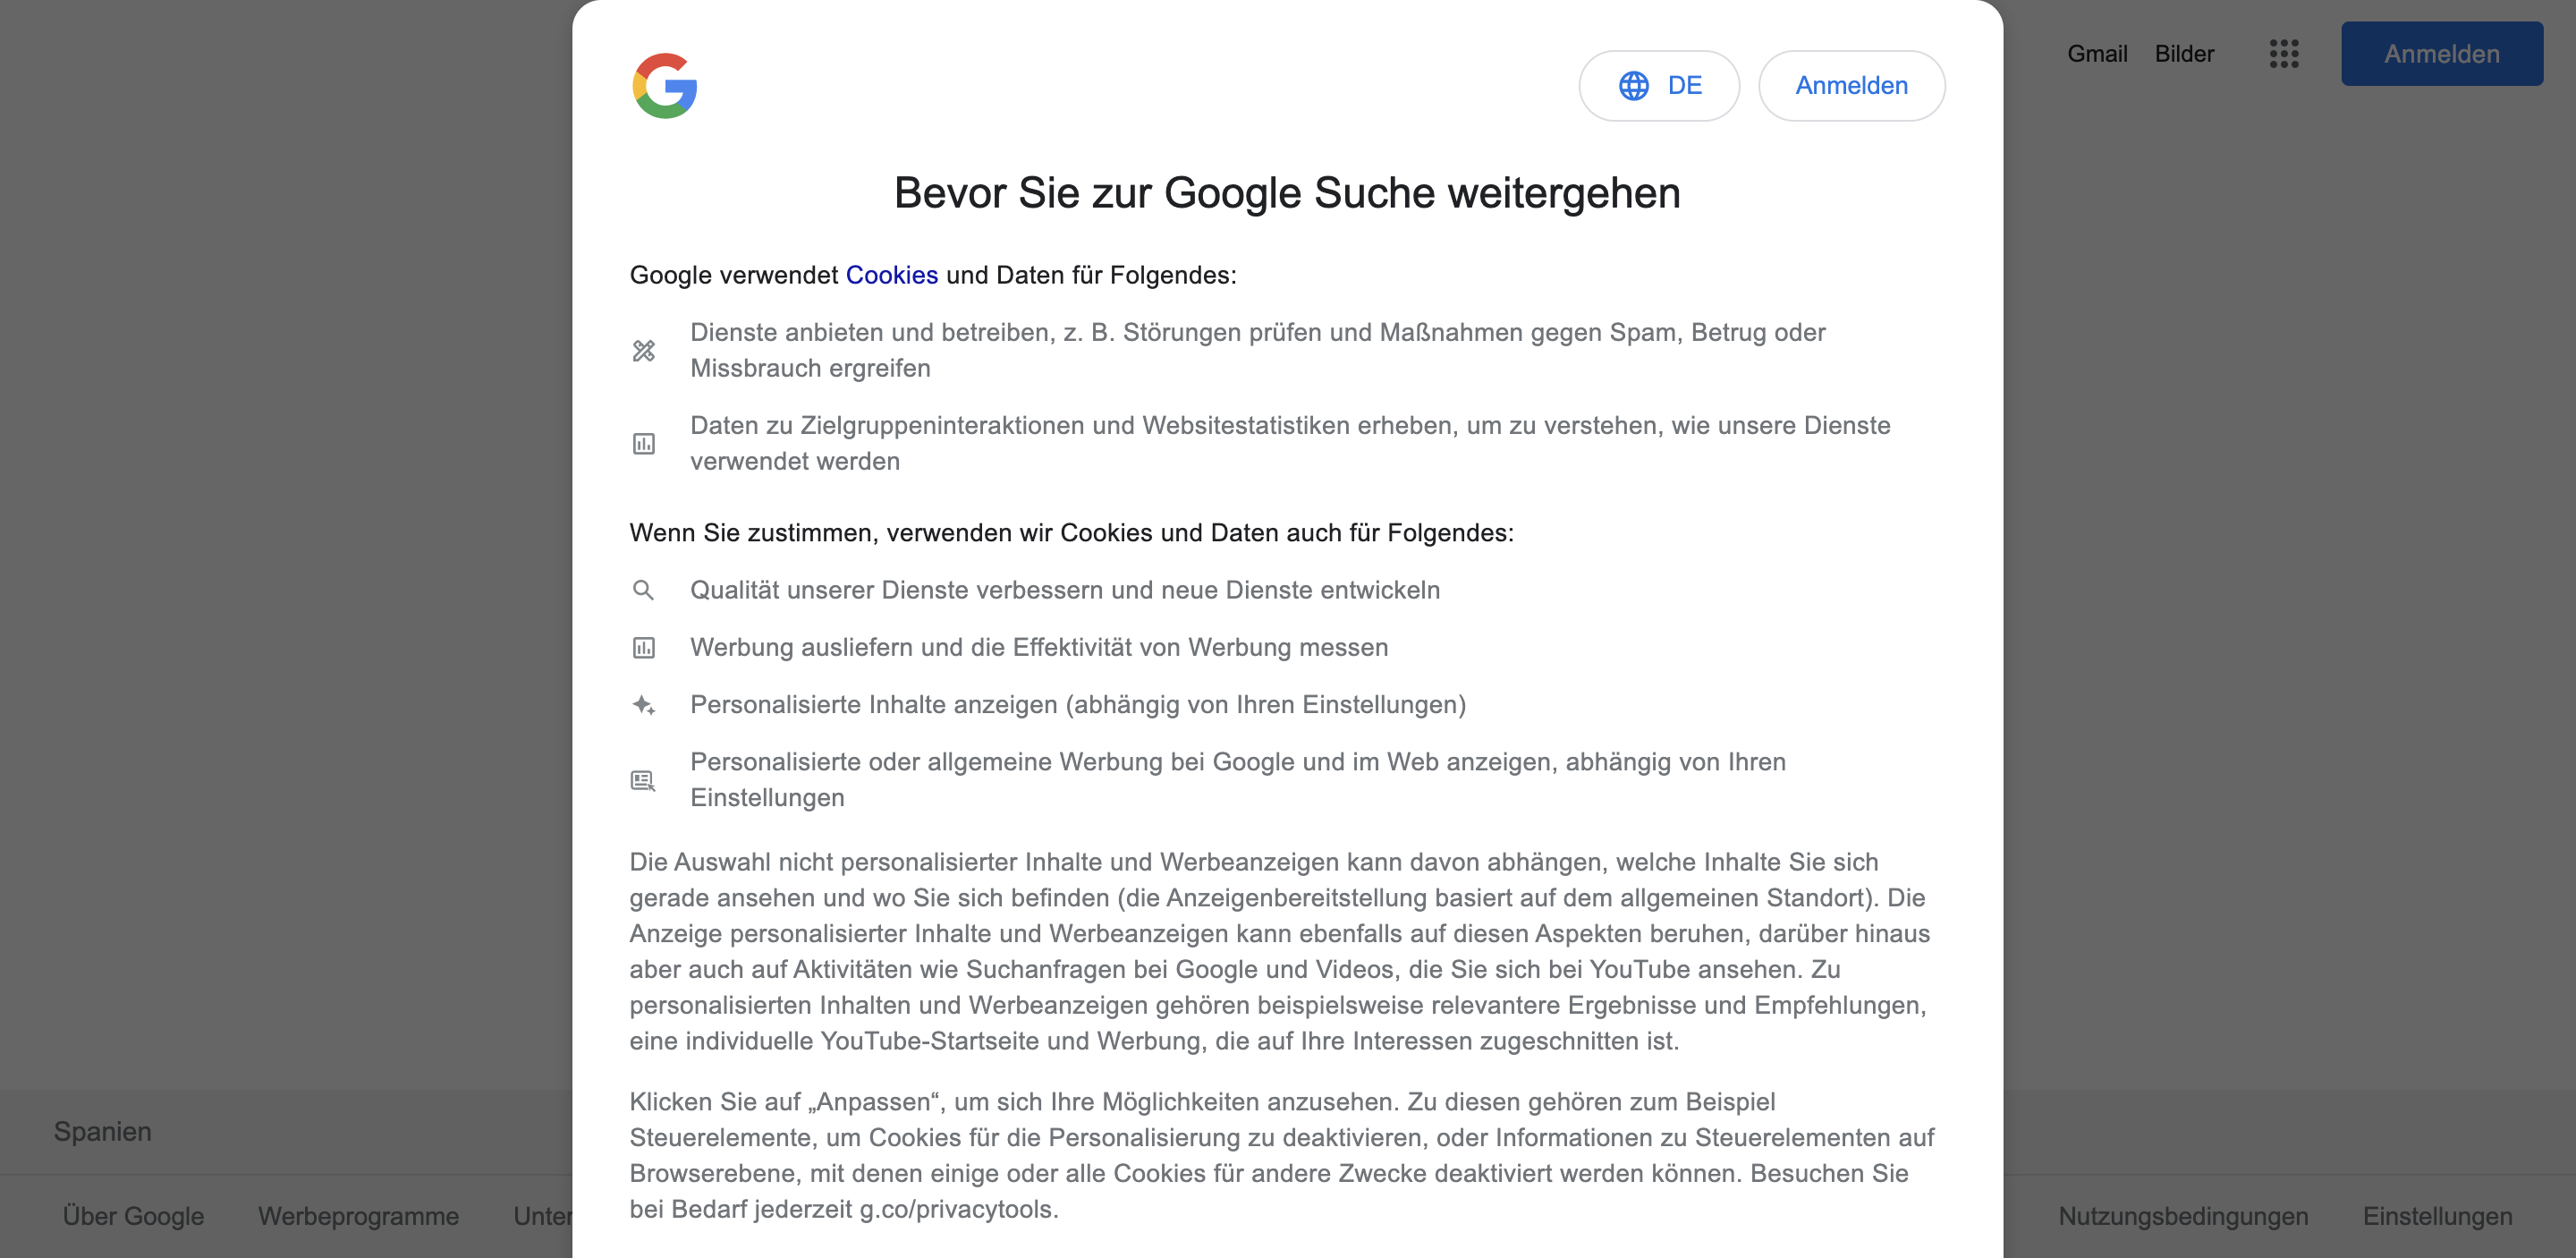 Gmail Bilder Anmelden
DE Anmelden
Bevor Sie zur Google Suche weitergehen
Google verwendet Cookies und Daten für Folgendes:
Dienste anbieten und betreiben, z. B. Störungen prüfen und Maßnahmen gegen Spam, Betrug oder
Missbrauch ergreifen
Daten zu Zielgruppeninteraktionen und Websitestatistiken erheben, um zu verstehen, wie unsere Dienste
verwendet werden
Wenn Sie zustimmen, verwenden wir Cookies und Daten auch für Folgendes:
Qualität unserer Dienste verbessern und neue Dienste entwickeln
Werbung ausliefern und die Effektivität von Werbung messen
Personalisierte Inhalte anzeigen (abhängig von Ihren Einstellungen)
Personalisierte oder allgemeine Werbung bei Google und im Web anzeigen, abhängig von Ihren
Einstellungen
Die Auswahl nicht personalisierter Inhalte und Werbeanzeigen kann davon abhängen, welche Inhalte Sie sich
gerade ansehen und wo Sie sich befinden (die Anzeigenbereitstellung basiert auf dem allgemeinen Standort). Die
Anzeige personalisierter Inhalte und Werbeanzeigen kann ebenfalls auf diesen Aspekten beruhen, darüber hinaus
aber auch auf Aktivitäten wie Suchanfragen bei Google und Videos, die Sie sich bei YouTube ansehen. Zu
personalisierten Inhalten und Werbeanzeigen gehören beispielsweise relevantere Ergebnisse und Empfehlungen,
eine individuelle YouTube-Startseite und Werbung, die auf Ihre Interessen zugeschnitten ist.
Klicken Sie auf „Anpassen“, um sich Ihre Möglichkeiten anzusehen. Zu diesen gehören zum Beispiel
Steuerelemente, um Cookies für die Personalisierung zu deaktivieren, oder Informationen zu Steuerelementen auf
Browserebene, mit denen einige oder alle Cookies für andere Zwecke deaktiviert werden können. Besuchen Sie
bei Bedarf jederzeit g.co/privacytools.
Spanien
Über Google Werbeprogramme Unter
Nutzungsbedingungen Einstellungen